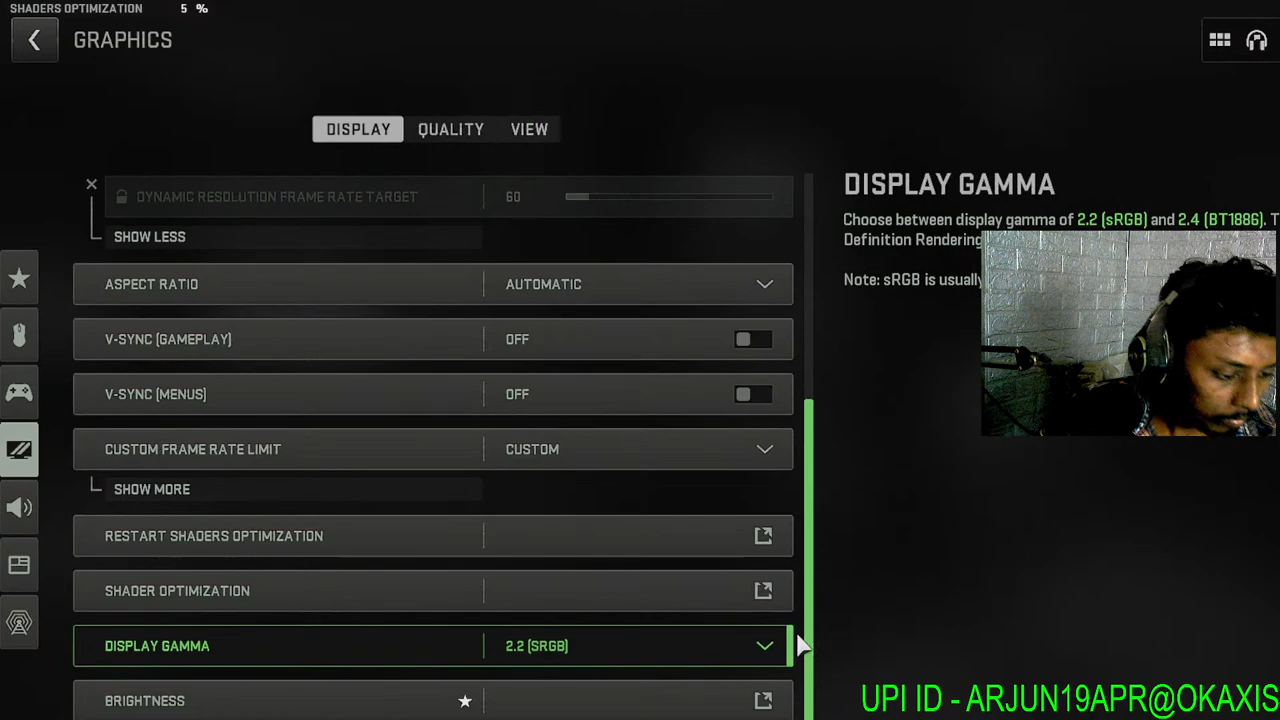 SHADERS OPTIMIZATION 5 %
GRAPHICS
DISPLAY QUALITY VIEW
DYNAMIC RESOLUTION FRAME RATE TARGET 60
SHOW LESS
ASPECT RATIO AUTOMATIC
V-SYNC (GAMEPLAY) OFF
V-SYNC (MENUS) OFF
CUSTOM FRAME RATE LIMIT CUSTOM
SHOW MORE
RESTART SHADERS OPTIMIZATION
SHADER OPTIMIZATION
DISPLAY GAMMA 2.2 (SRGB)
BRIGHTNESS
DISPLAY GAMMA
Choose between display gamma of 2.2 (sRGB) and 2.4 (BT1886).
Definition Rendering
Note: sRGB is usually
UPI ID - ARJUN19APR@OKAXIS